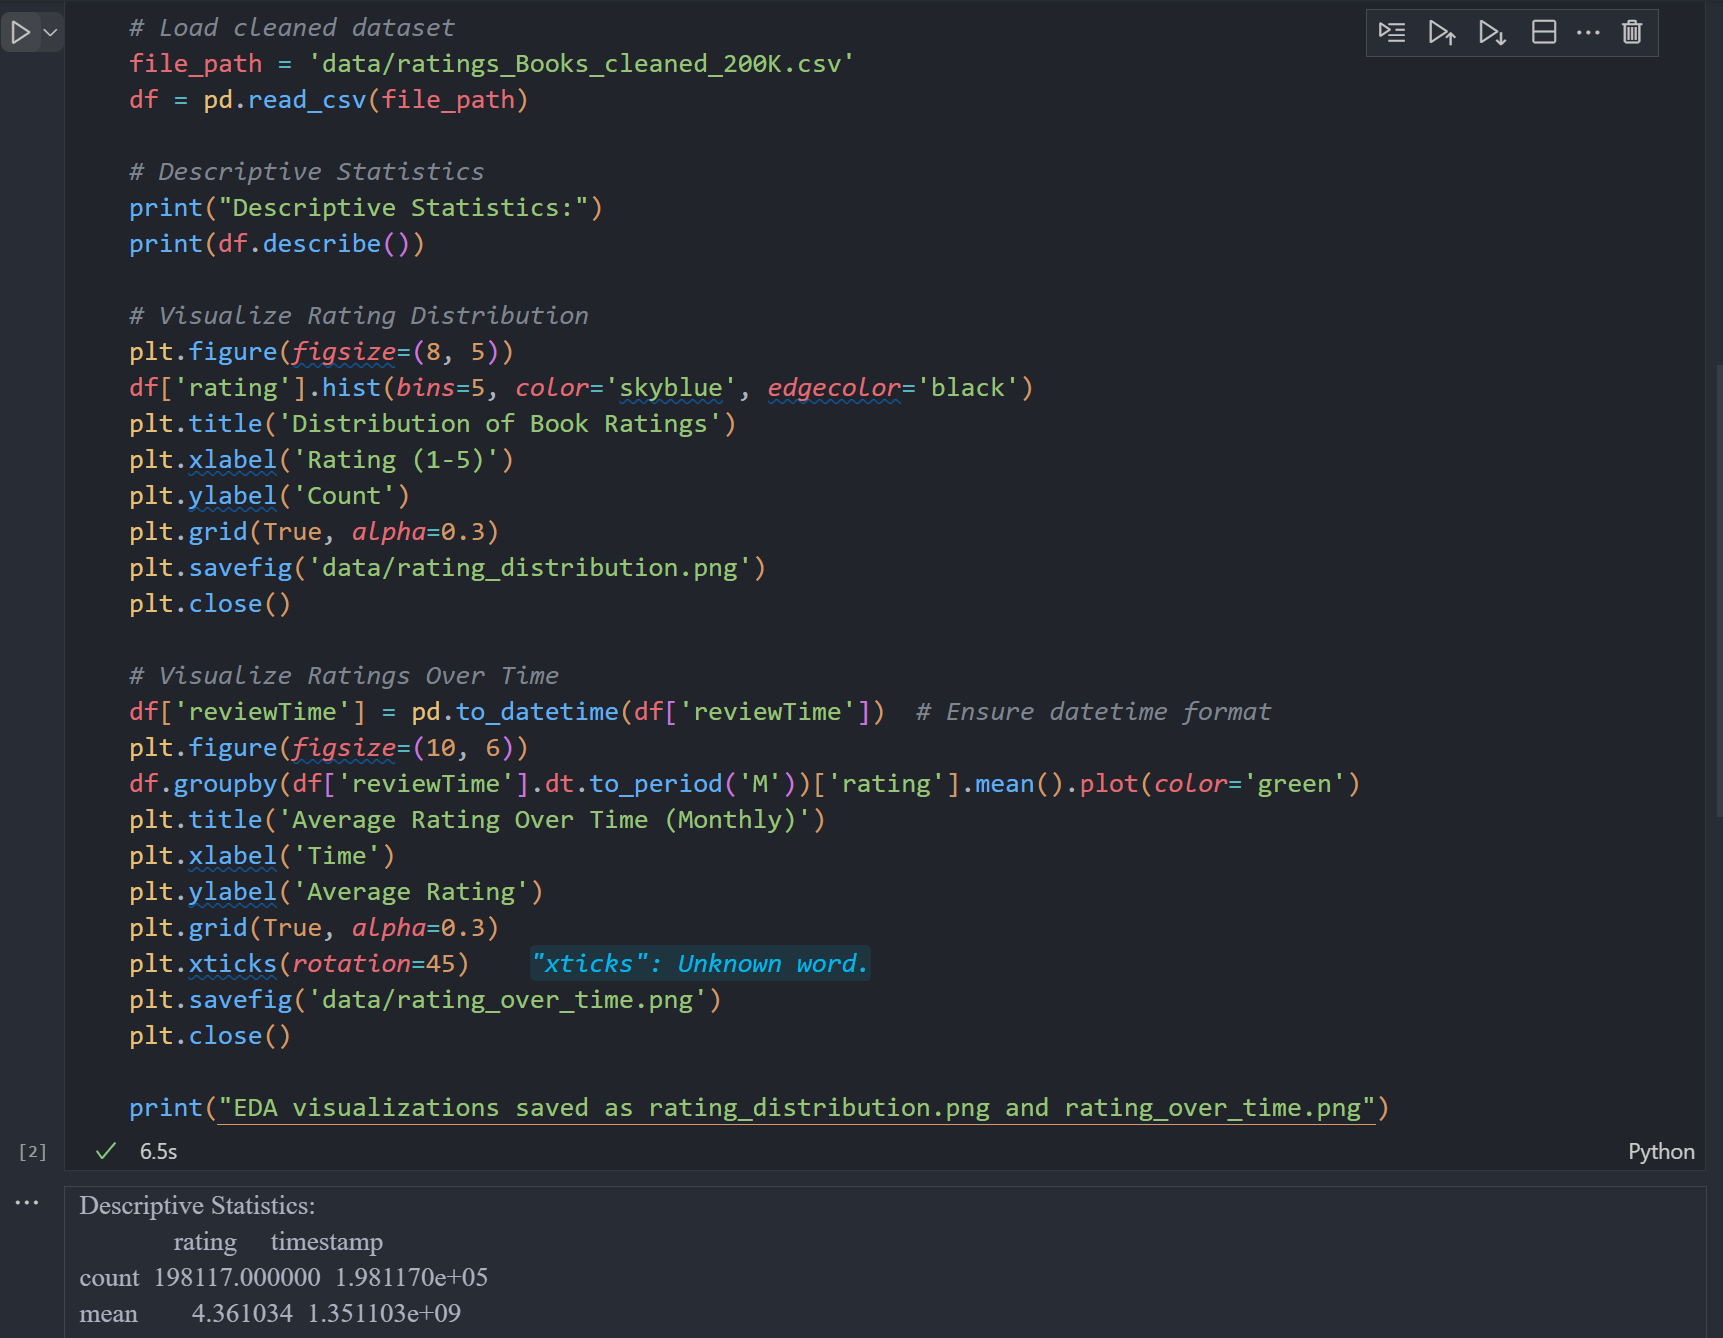 # Load cleaned dataset
file_path = 'data/ratings_Books_cleaned_200K.csv'
df = pd.read_csv(file_path)
# Descriptive Statistics
print("Descriptive Statistics:")
print(df.describe())
# Visualize Rating Distribution
plt.figure(figsize=(8, 5))
df['rating'].hist(bins=5, color='skyblue', edgecolor='black')
plt.title('Distribution of Book Ratings')
plt.xlabel('Rating (1-5)')
plt.ylabel('Count')
plt.grid(True, alpha=0.3)
plt.savefig('data/rating_distribution.png')
plt.close()
# Visualize Ratings Over Time
df['reviewTime'] = pd.to_datetime(df['reviewTime'])  # Ensure datetime format
plt.figure(figsize=(10, 6))
df.groupby(df['reviewTime'].dt.to_period('M'))['rating'].mean().plot(color='green')
plt.title('Average Rating Over Time (Monthly)')
plt.xlabel('Time')
plt.ylabel('Average Rating')
plt.grid(True, alpha=0.3)
plt.xticks(rotation=45)    "xticks": Unknown word.
plt.savefig('data/rating_over_time.png')
plt.close()
print("EDA visualizations saved as rating_distribution.png and rating_over_time.png")
[2] 6.5s Python
Descriptive Statistics:
rating timestamp
count 198117.000000 1.981170e+05
mean 4.361034 1.351103e+09